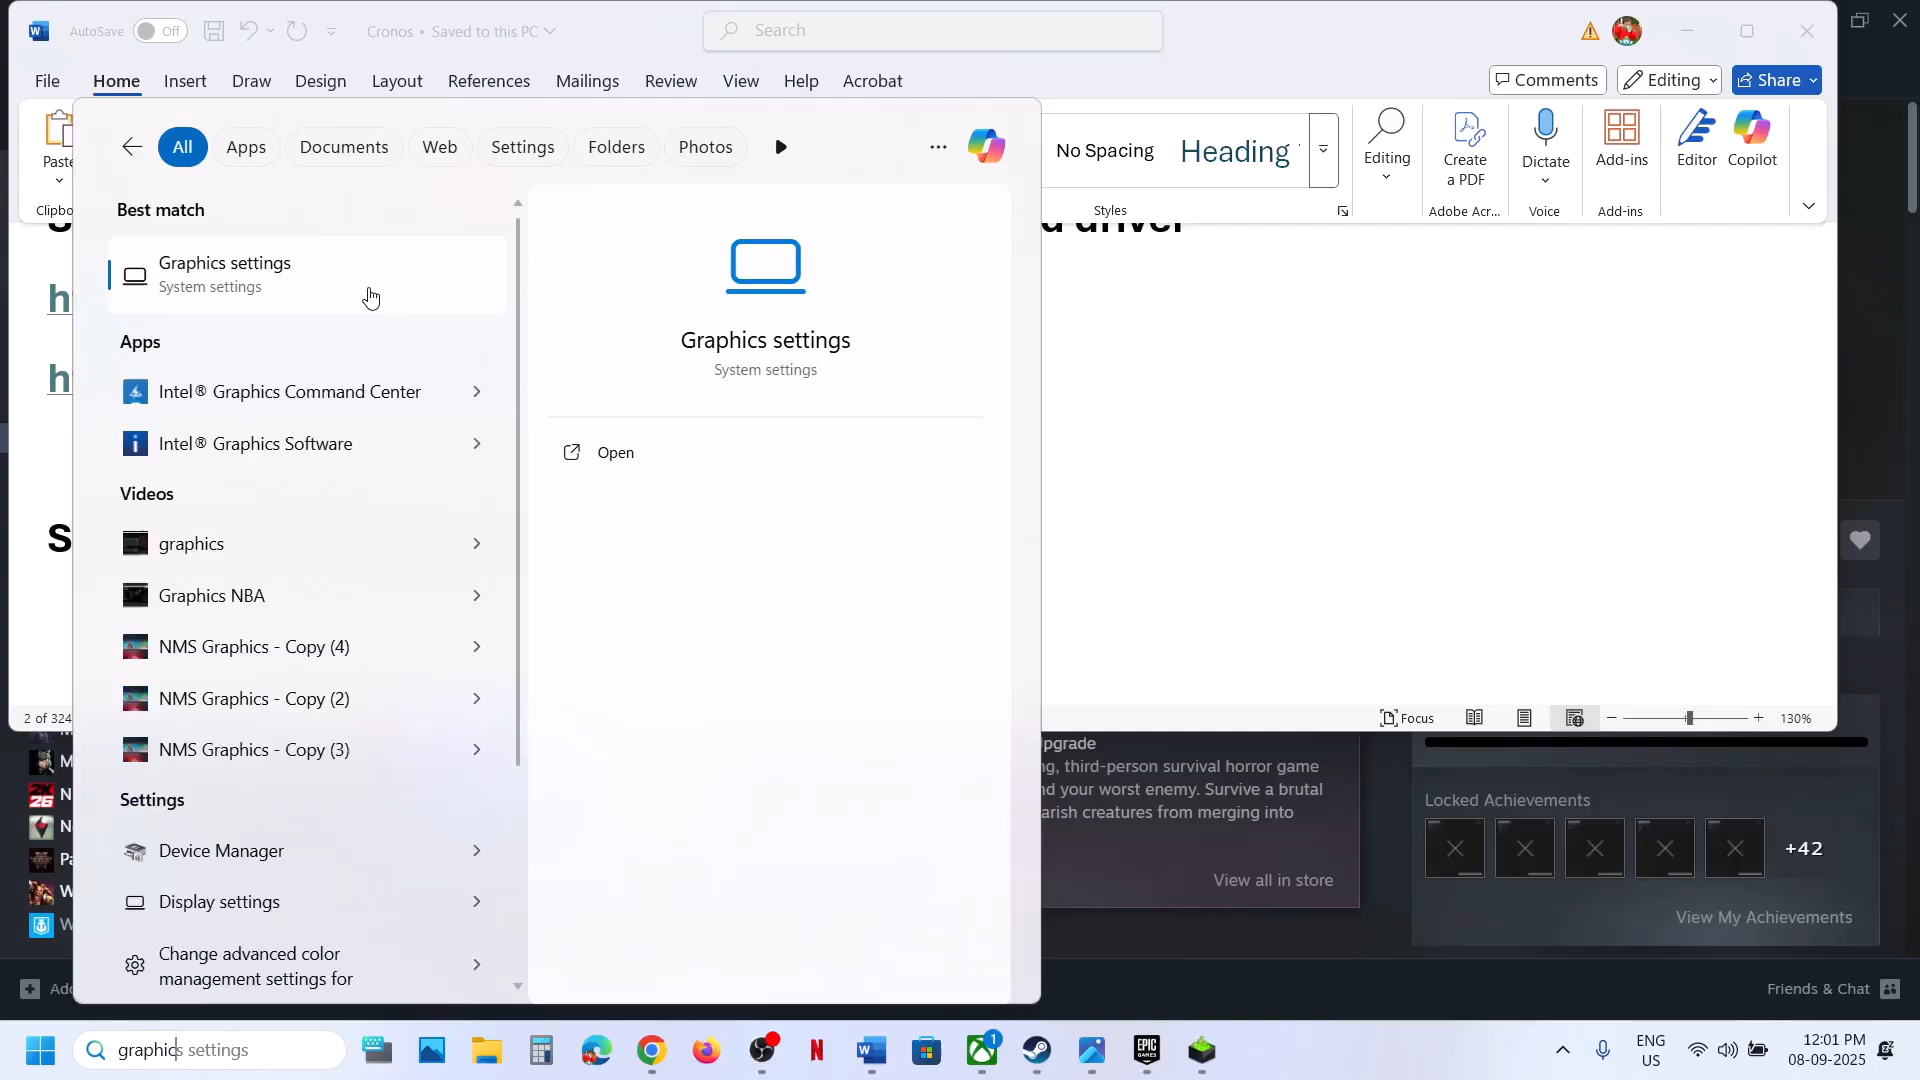 AutoSave Off
Cronos • Saved to this PC
Search
File Home Insert Draw Design Layout References Mailings Review View Help Acrobat
Comments Editing Share
Paste
No Spacing Heading
Editing
Create
a PDF
Dictate
Add-ins
Editor
Copilot
Styles
Adobe Acr...
Voice
Add-ins
driver
All Apps Documents Web Settings Folders Photos
Best match
Graphics settings
System settings
Apps
Intel® Graphics Command Center
Intel® Graphics Software
Videos
graphics
Graphics NBA
NMS Graphics - Copy (4)
NMS Graphics - Copy (2)
NMS Graphics - Copy (3)
Settings
Device Manager
Display settings
Change advanced color
management settings for
Graphics settings
System settings
Open
2 of 324
Focus
130%
third-person survival horror game
your worst enemy. Survive a brutal
creatures from merging into
View all in store
Locked Achievements
+42
View My Achievements
Friends & Chat
graphics settings
ENG
US
12:01 PM
08-09-2025